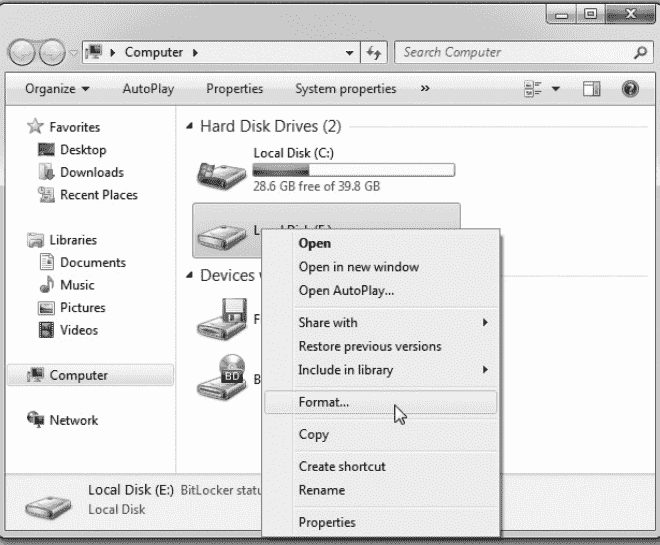 Computer
Search Computer
Organize AutoPlay Properties System properties »
Favorites
Desktop
Downloads
Recent Places
Libraries
Documents
Music
Pictures
Videos
Computer
Network
Hard Disk Drives (2)
Local Disk (C:)
28.6 GB free of 39.8 GB
Devices
F
B
BD
Open
Open in new window
Open AutoPlay...
Share with
Restore previous versions
Include in library
Format...
Copy
Create shortcut
Rename
Properties
Local Disk (E:) BitLocker statu
Local Disk